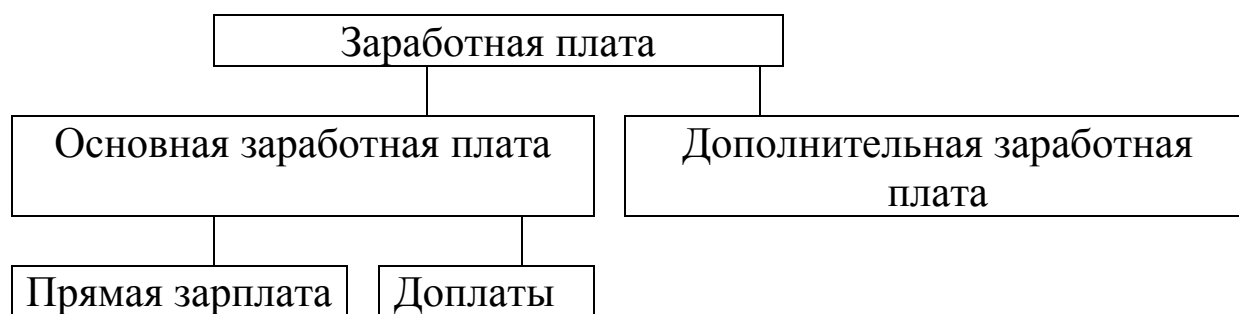 Заработная плата
Основная заработная плата
Дополнительная заработная
плата
Прямая зарплата
Доплаты